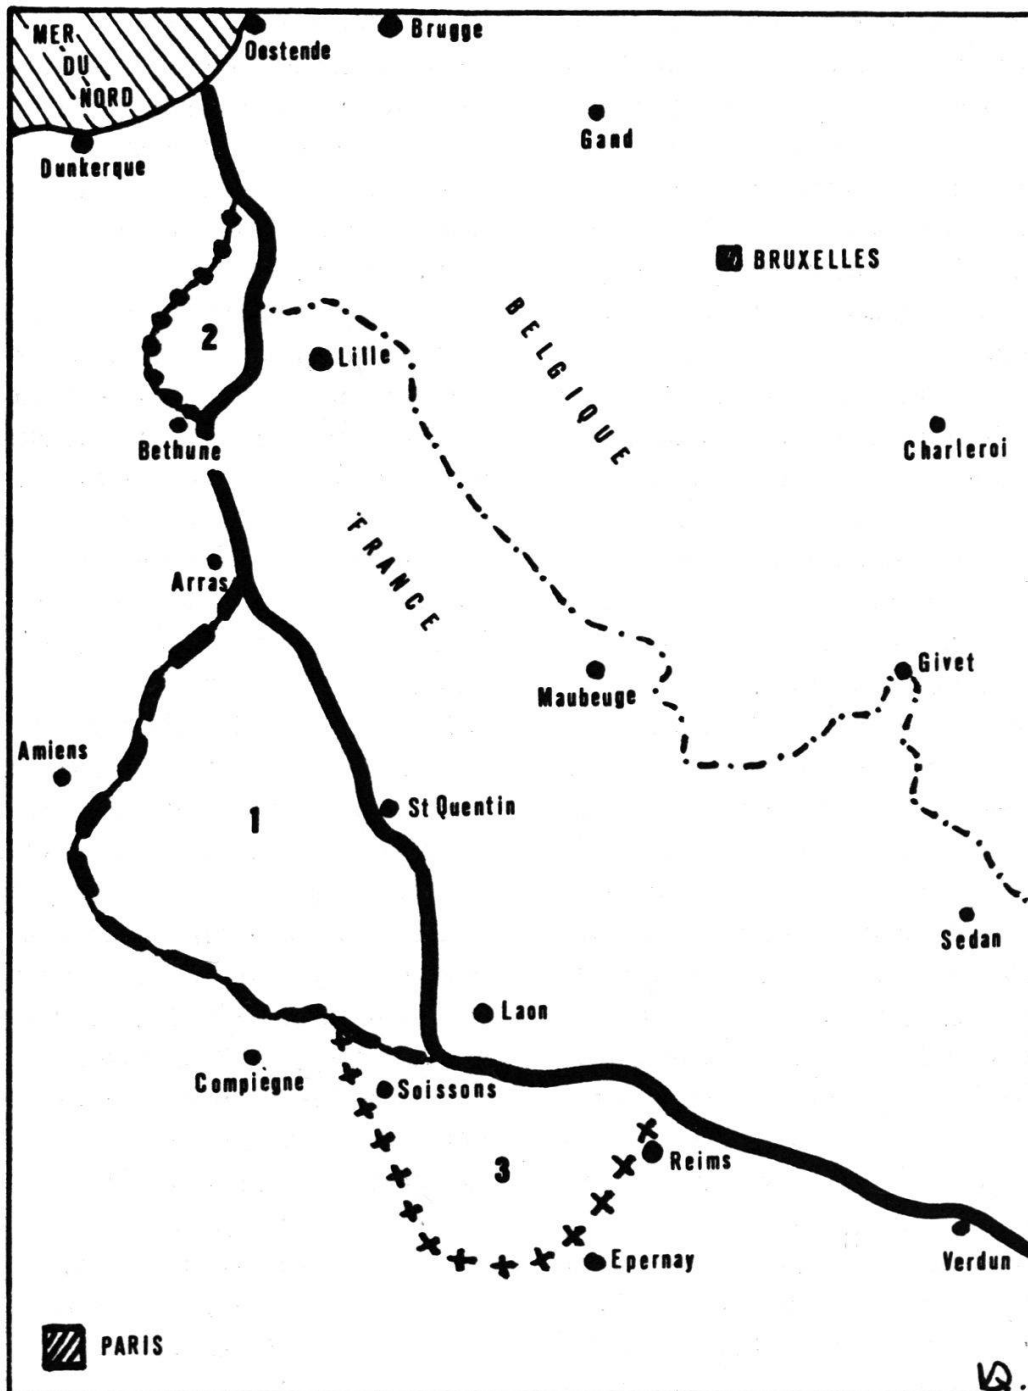 MER
DU
NORD
Oostende
Brugge
Gand
Dunkerque
BRUXELLES
2
Lille
BELGIQUE
Bethune
Charleroi
FRANCE
Arras
Maubeuge
Givet
Amiens
1
St Quentin
Sedan
Laon
Compiègne
Soissons
3
Reims
Epernay
Verdun
PARIS